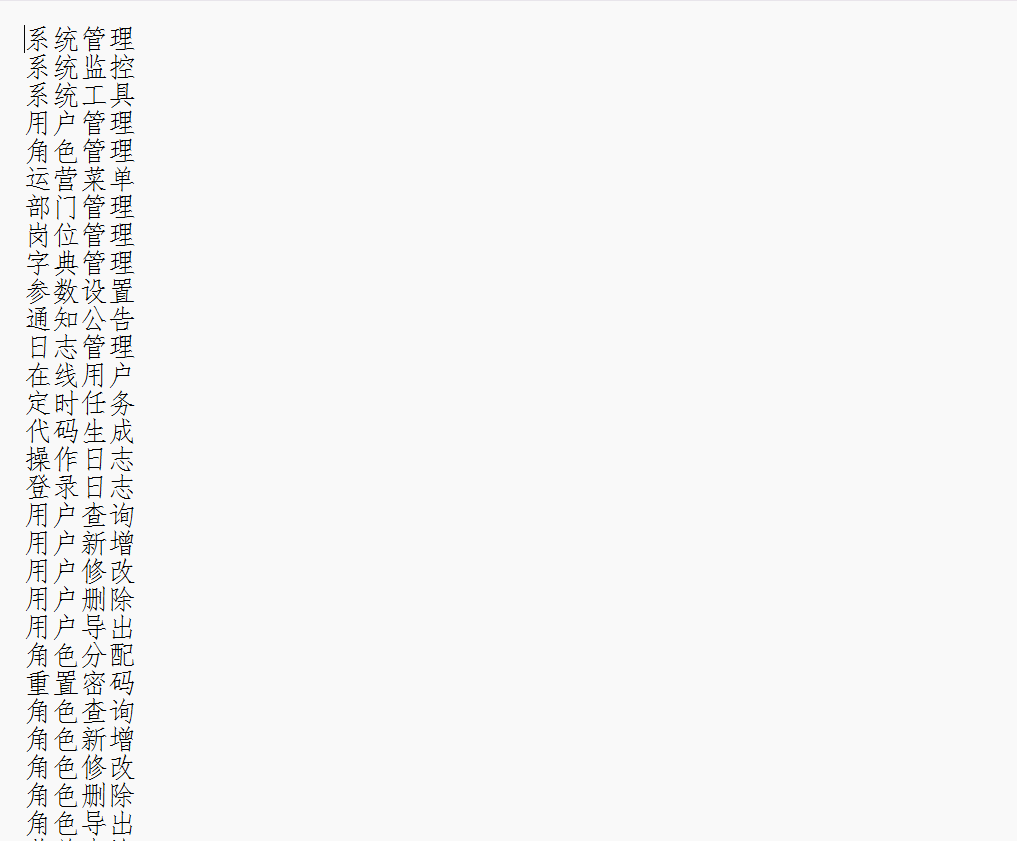 系统管理
系统监控
系统工具
用户管理
角色管理
运营菜单
部门管理
岗位管理
字典管理
参数设置
通知公告
日志管理
在线用户
定时任务
代码生成
操作日志
登录日志
用户查询
用户新增
用户修改
用户删除
用户导出
角色分配
重置密码
角色查询
角色新增
角色修改
角色删除
角色导出